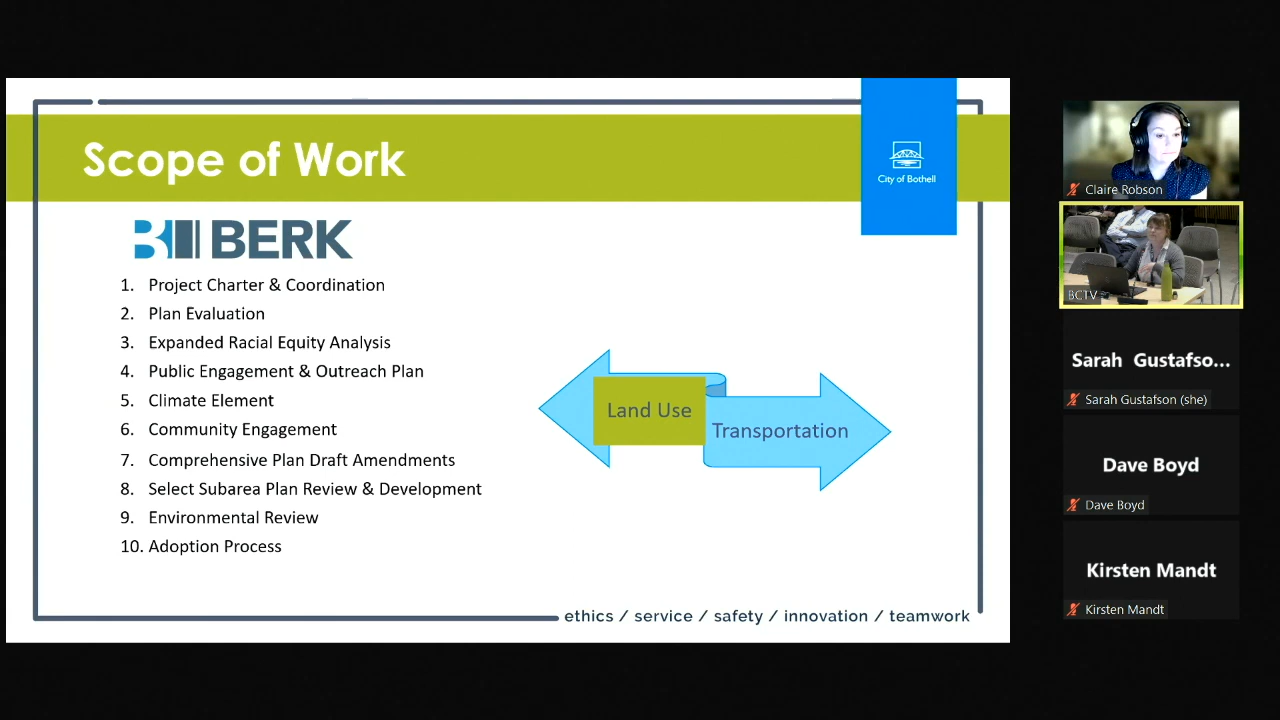 Scope of Work
City of Bothell
BERK
1. Project Charter & Coordination
2. Plan Evaluation
3. Expanded Racial Equity Analysis
4. Public Engagement & Outreach Plan
5. Climate Element
6. Community Engagement
7. Comprehensive Plan Draft Amendments
8. Select Subarea Plan Review & Development
9. Environmental Review
10. Adoption Process
Land Use
Transportation
ethics / service / safety / innovation / teamwork
Claire Robson
BCTV
Sarah Gustafso...
Sarah Gustafson (she)
Dave Boyd
Dave Boyd
Kirsten Mandt
Kirsten Mandt